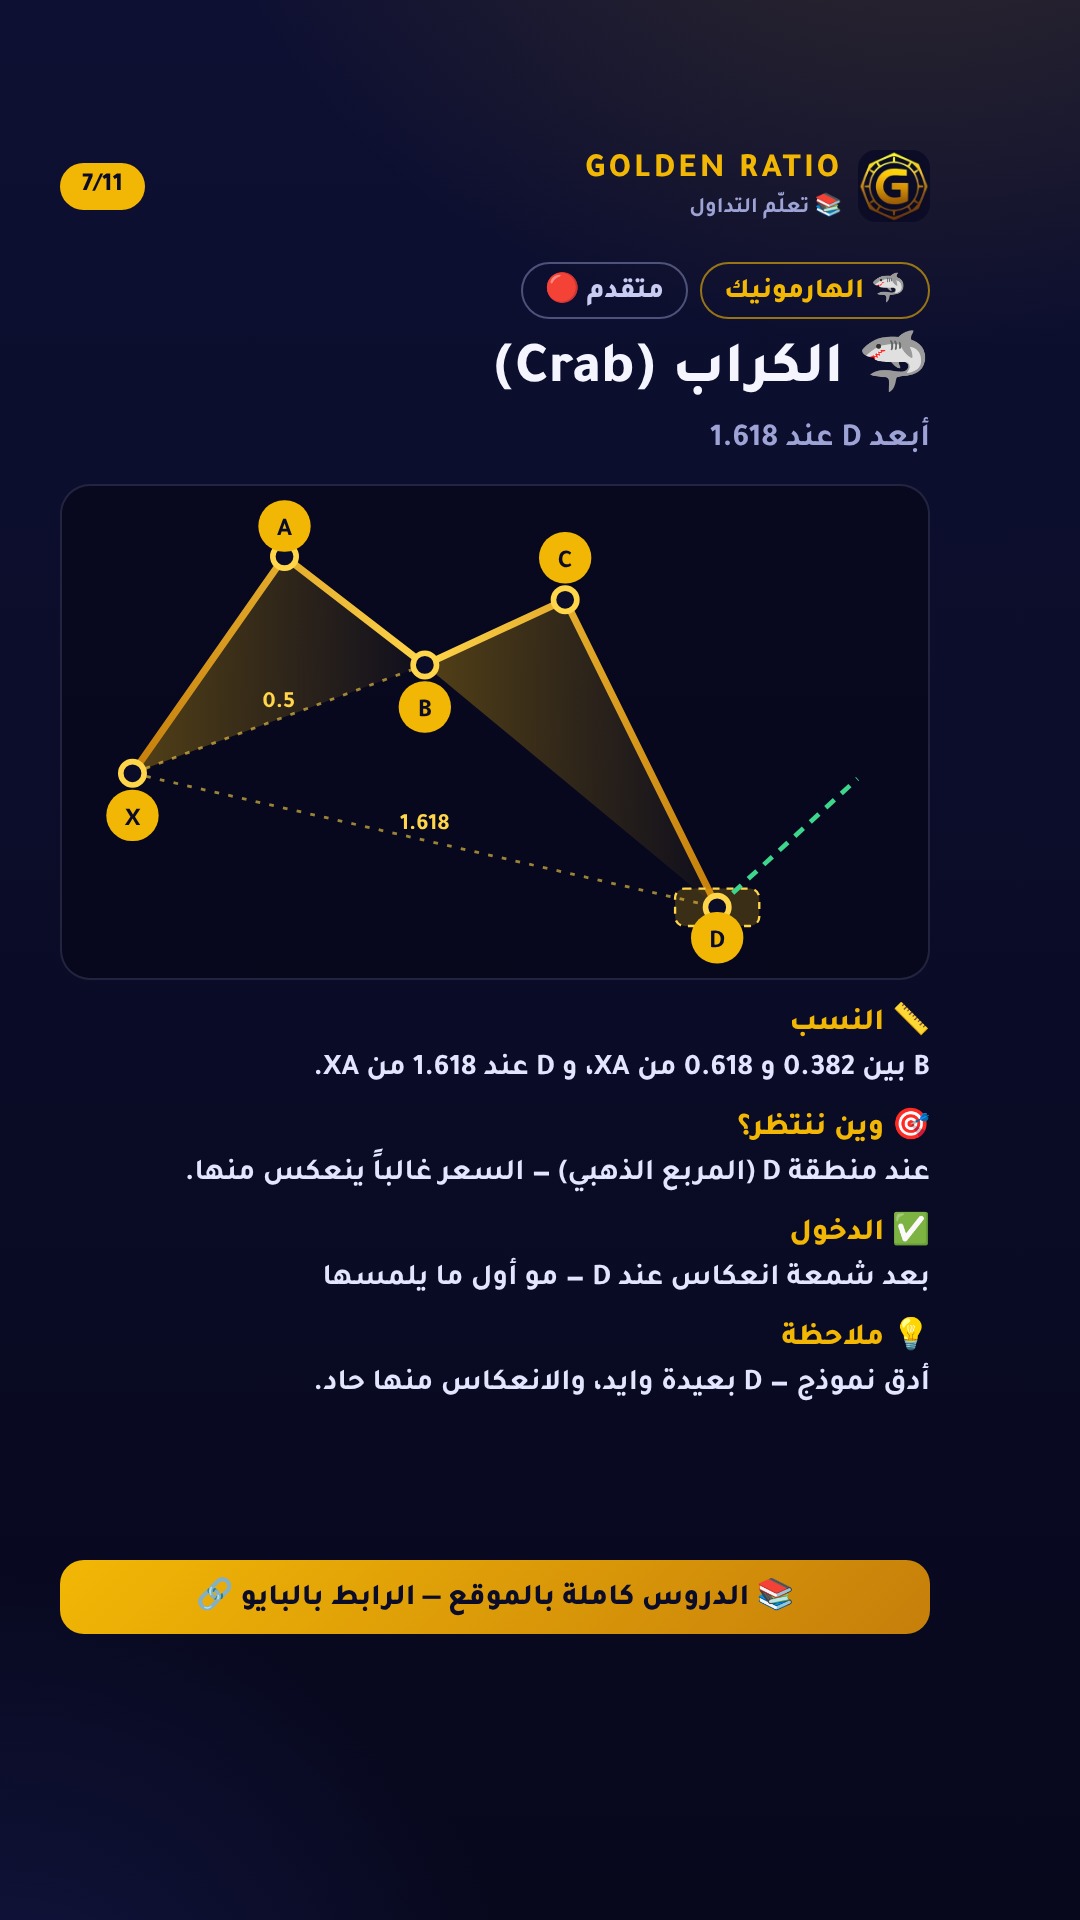 GOLDEN RATIO
📚 تعلّم التداول
7/11
🦈 الهارمونيك
متقدم 🔴
🦈 الكراب (Crab)
أبعد D عند 1.618
A
C
B
0.5
X
1.618
D
📏 النسب
B بين 0.382 و 0.618 من XA، و D عند 1.618 من XA.
🎯 وين ننتظر؟
عند منطقة D (المربع الذهبي) – السعر غالباً ينعكس منها.
✅ الدخول
بعد شمعة انعكاس عند D – مو أول ما يلمسها
💡 ملاحظة
أدق نموذج – D بعيدة وايد، والانعكاس منها حاد.
📚 الدروس كاملة بالموقع – الرابط بالبايو 🔗